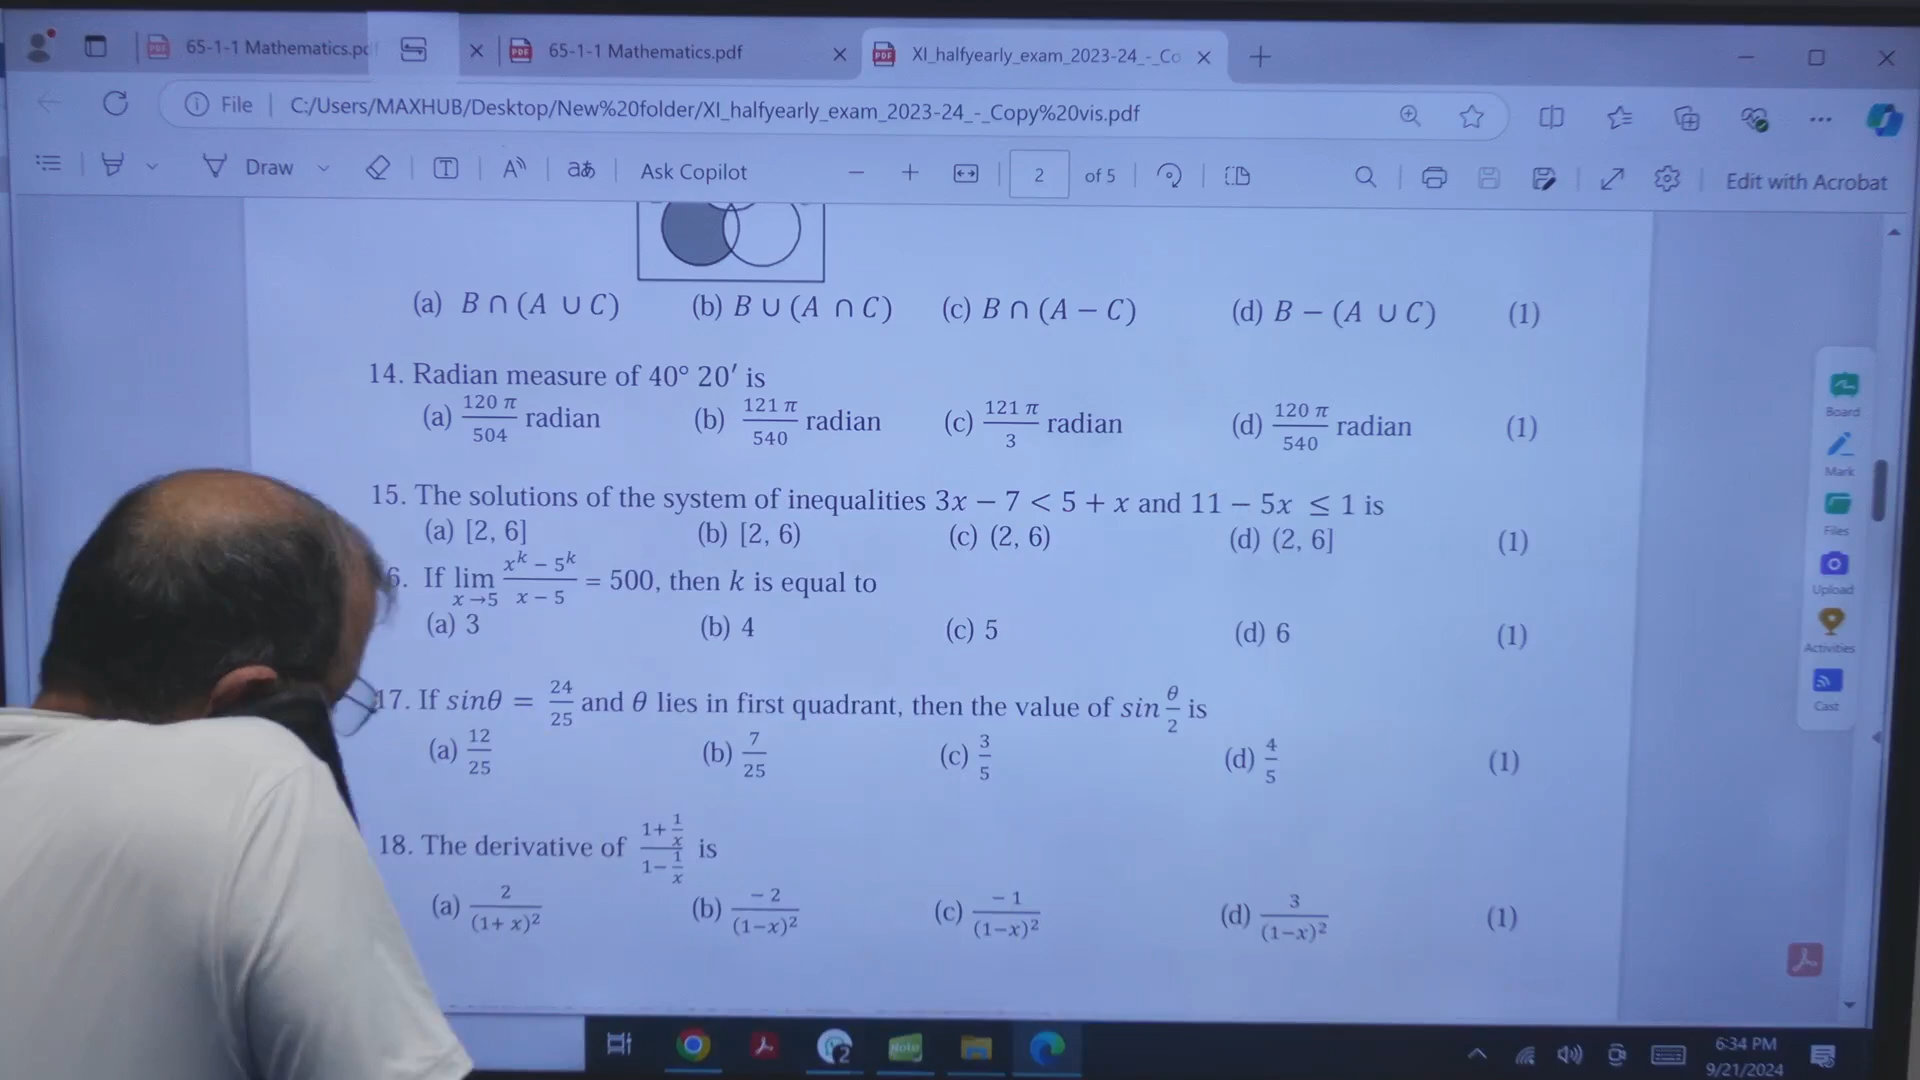 65-1-1 Mathematics.pdf
65-1-1 Mathematics.pdf
XI_halfyearly_exam_2023-24_-_Co
File
C:/Users/MAXHUB/Desktop/New%20folder/XI_halfyearly_exam_2023-24_-_Copy%20vis.pdf
Draw
Ask Copilot
2 of 5
Edit with Acrobat
(a) B ∩ (A ∪ C) (b) B ∪ (A ∩ C) (c) B ∩ (A − C) (d) B − (A ∪ C) (1)
14. Radian measure of 40° 20′ is
(a) 120 π/504 radian (b) 121 π/540 radian (c) 121 π/3 radian (d) 120 π/540 radian (1)
15. The solutions of the system of inequalities 3x − 7 < 5 + x and 11 − 5x ≤ 1 is
(a) [2, 6] (b) [2, 6) (c) (2, 6) (d) (2, 6] (1)
6. If lim x→5 (x^k − 5^k)/(x − 5) = 500, then k is equal to
(a) 3 (b) 4 (c) 5 (d) 6 (1)
17. If sinθ = 24/25 and θ lies in first quadrant, then the value of sin θ/2 is
(a) 12/25 (b) 7/25 (c) 3/5 (d) 4/5 (1)
18. The derivative of (1+1/x)/(1−1/x) is
(a) 2/(1+ x)² (b) − 2/(1−x)² (c) − 1/(1−x)² (d) 3/(1−x)² (1)
Board
Mark
Files
Upload
Activities
Cast
2
Note
6:34 PM
9/21/2024